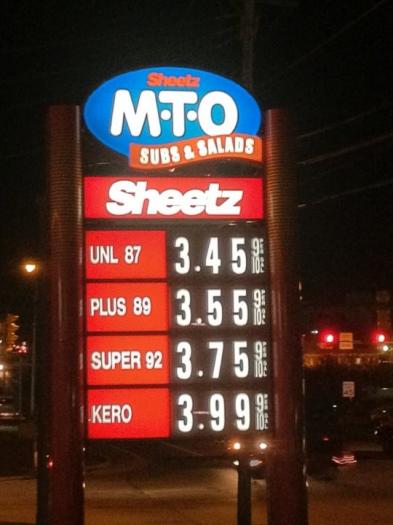 Sheetz
M·T·O
SUBS & SALADS
Sheetz
UNL 87 3.45 9/10
PLUS 89 3.55 9/10
SUPER 92 3.75 9/10
KERO 3.99 9/10